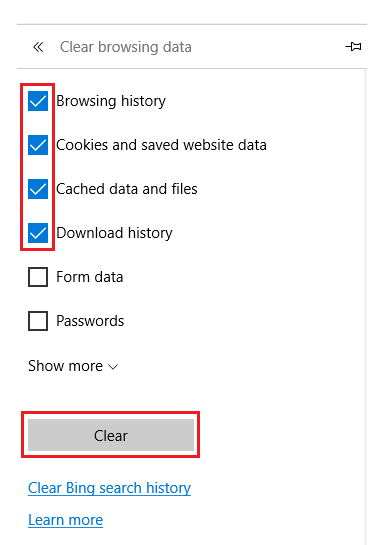 Clear browsing data
Browsing history
Cookies and saved website data
Cached data and files
Download history
Form data
Passwords
Show more
Clear
Clear Bing search history
Learn more